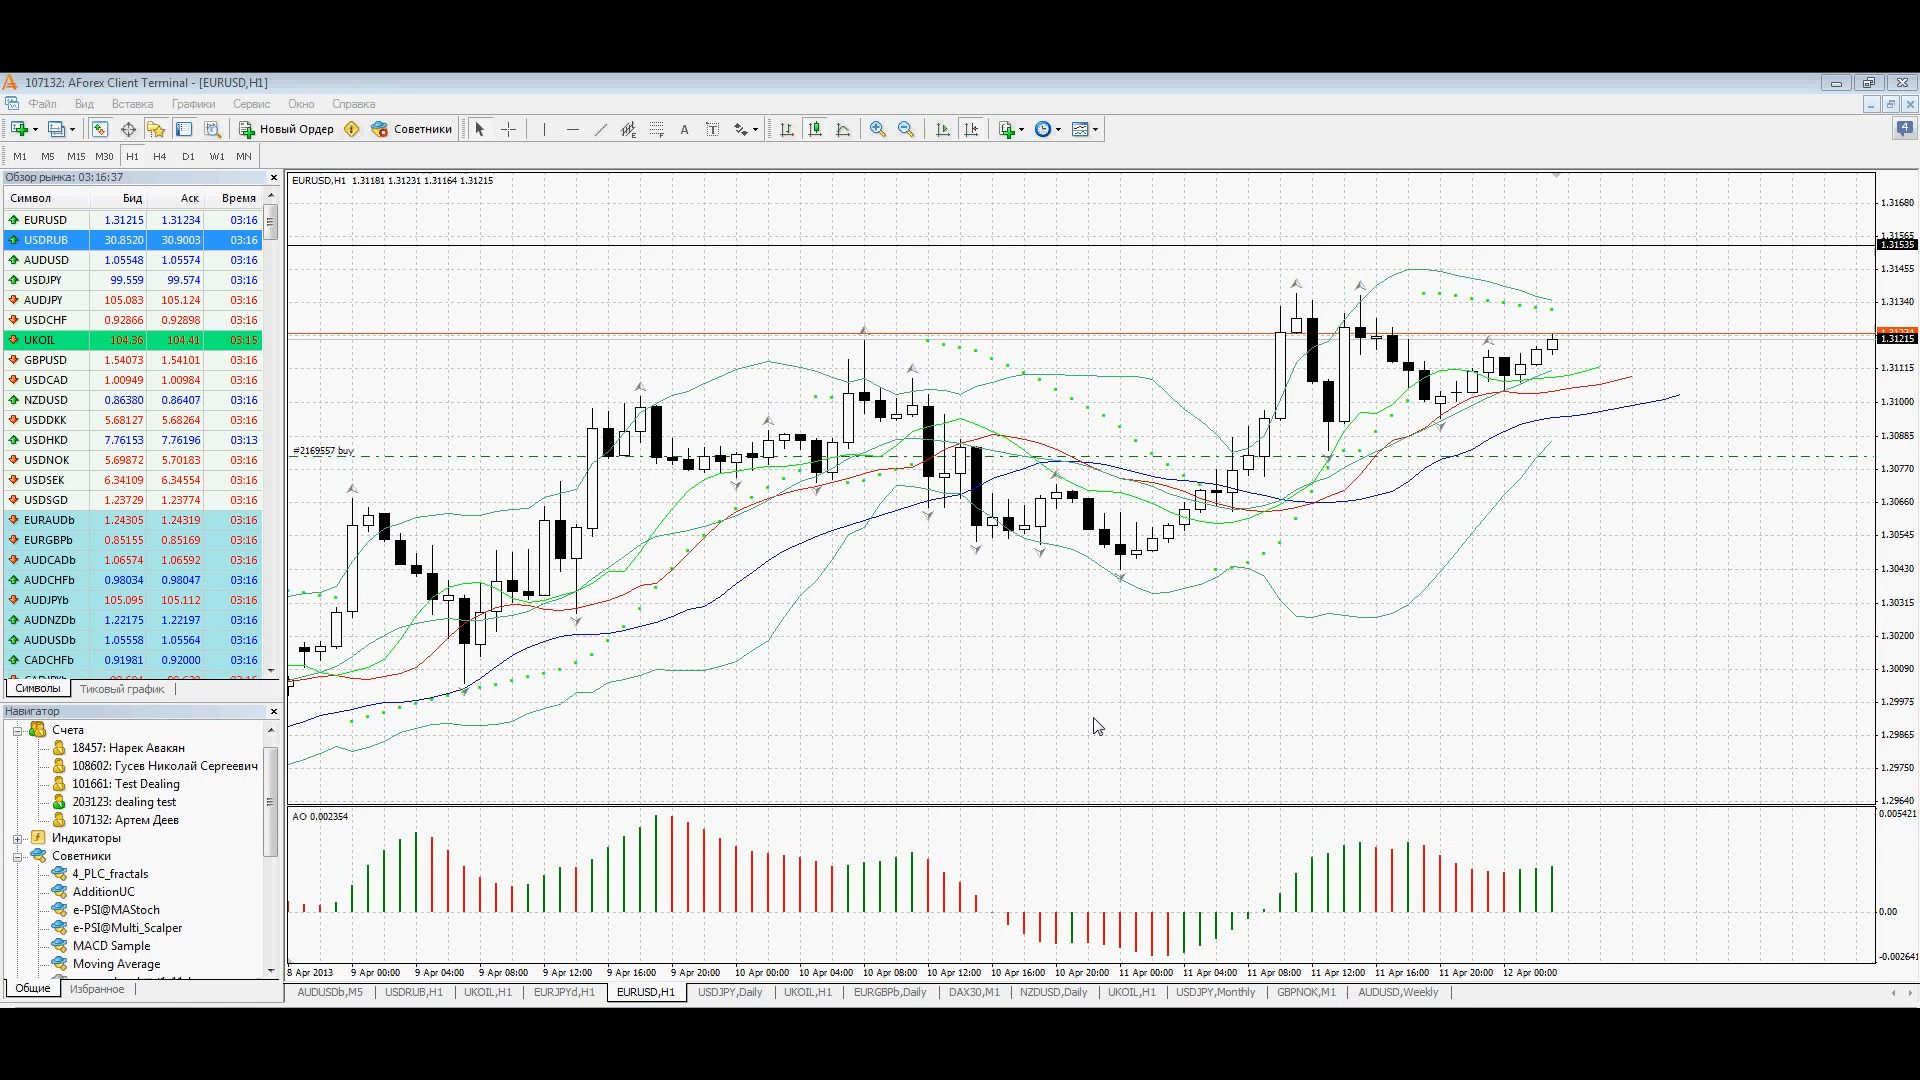 107132: AForex Client Terminal - [EURUSD,H1]
Файл Вид Вставка Графики Сервис Окно Справка
Новый Ордер Советники 4
M1 M5 M15 M30 H1 H4 D1 W1 MN
Обзор рынка: 03:16:37
Символ Бид Аск Время
EURUSD 1.31215 1.31234 03:16
USDRUB 30.8520 30.9003 03:16
AUDUSD 1.05548 1.05574 03:16
USDJPY 99.559 99.574 03:16
AUDJPY 105.083 105.124 03:16
USDCHF 0.92866 0.92898 03:16
UKOIL 104.36 104.41 03:15
GBPUSD 1.54073 1.54101 03:16
USDCAD 1.00949 1.00984 03:16
NZDUSD 0.86380 0.86407 03:16
USDDKK 5.68127 5.68264 03:16
USDHKD 7.76153 7.76196 03:13
USDNOK 5.69872 5.70183 03:16
USDSEK 6.34109 6.34554 03:16
USDSGD 1.23729 1.23774 03:16
EURAUDb 1.24305 1.24319 03:16
EURGBPb 0.85155 0.85169 03:16
AUDCADb 1.06574 1.06592 03:16
AUDCHFb 0.98034 0.98047 03:16
AUDJPYb 105.095 105.112 03:16
AUDNZDb 1.22175 1.22197 03:16
AUDUSDb 1.05558 1.05564 03:16
CADCHFb 0.91981 0.92000 03:16
Символы Тиковый график
Навигатор
Счета
18457: Нарек Авакян
108602: Гусев Николай Сергеевич
101661: Test Dealing
203123: dealing test
107132: Артем Деев
Индикаторы
Советники
4_PLC_fractals
AdditionUC
e-PSI@MAStoch
e-PSI@Multi_Scalper
MACD Sample
Moving Average
Общие Избранное
EURUSD,H1 1.31181 1.31231 1.31164 1.31215
#2169557 buy
1.31680
1.31565
1.31535
1.31455
1.31340
1.31215
1.31115
1.31000
1.30885
1.30770
1.30660
1.30545
1.30430
1.30315
1.30200
1.30090
1.29975
1.29865
1.29750
1.29640
AO 0.002354
0.005421
0.00
-0.002641
8 Apr 2013 9 Apr 00:00 9 Apr 04:00 9 Apr 08:00 9 Apr 12:00 9 Apr 16:00 9 Apr 20:00 10 Apr 00:00 10 Apr 04:00 10 Apr 08:00 10 Apr 12:00 10 Apr 16:00 10 Apr 20:00 11 Apr 00:00 11 Apr 04:00 11 Apr 08:00 11 Apr 12:00 11 Apr 16:00 11 Apr 20:00 12 Apr 00:00
AUDUSDb,M5 USDRUB,H1 UKOIL,H1 EURJPYd,H1 EURUSD,H1 USDJPY,Daily UKOIL,H1 EURGBPb,Daily DAX30,M1 NZDUSD,Daily UKOIL,H1 USDJPY,Monthly GBPNOK,M1 AUDUSD,Weekly